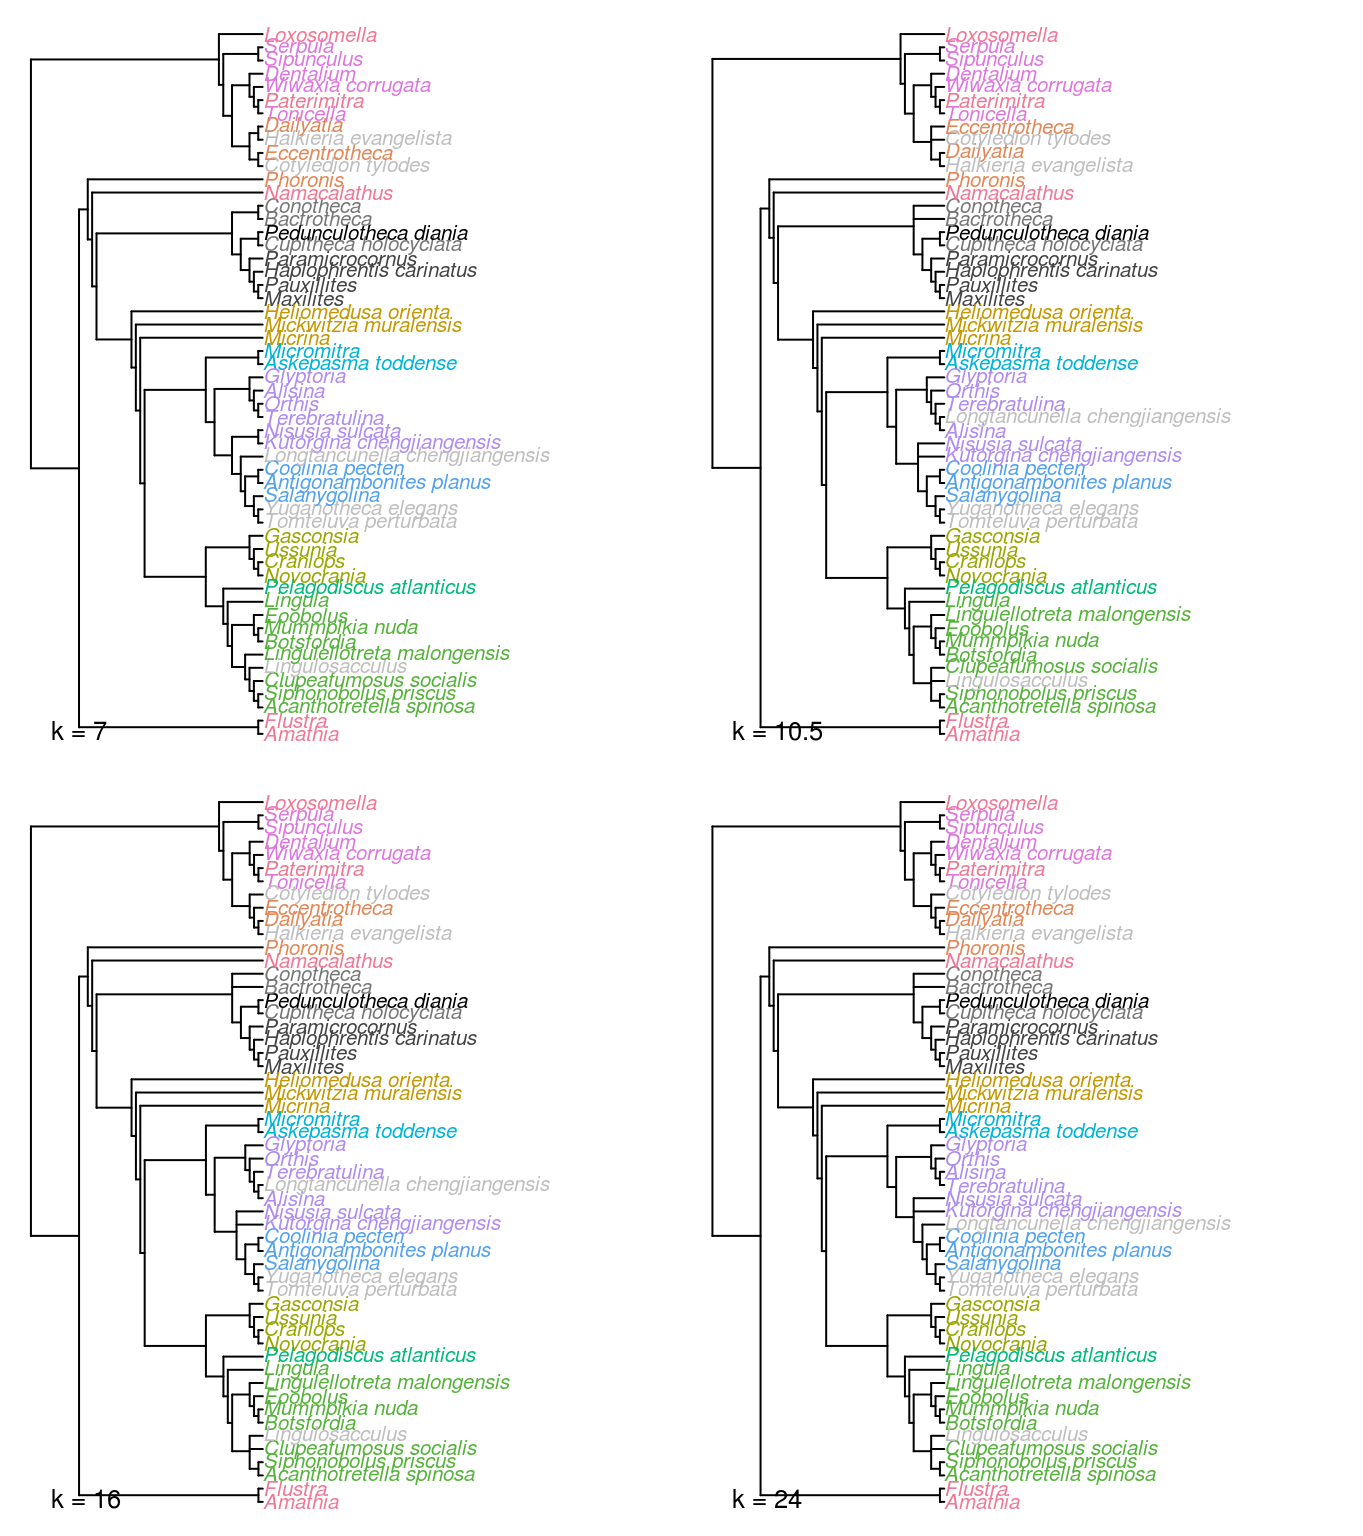 Loxosomella
Serpula
Sipunculus
Dentalium
Wiwaxia corrugata
Paterimitra
Tonicella
Dailyatia
Halkieria evangelista
Eccentrotheca
Cotyledion tylodes
Phoronis
Namacalathus
Conotheca
Bactrotheca
Pedunculotheca diania
Cupitheca holocyclata
Paramicrocornus
Haplophrentis carinatus
Pauxillites
Maxilites
Heliomedusa orienta
Mickwitzia muralensis
Micrina
Micromitra
Askepasma toddense
Glyptoria
Alisina
Orthis
Terebratulina
Nisusia sulcata
Kutorgina chengjiangensis
Longtancunella chengjiangensis
Coolinia pecten
Antigonambonites planus
Salanygolina
Yuganotheca elegans
Tomteluva perturbata
Gasconsia
Ussunia
Craniops
Novocrania
Pelagodiscus atlanticus
Lingula
Eoobolus
Mummpikia nuda
Botsfordia
Lingulellotreta malongensis
Lingulosacculus
Clupeafumosus socialis
Siphonobolus priscus
Acanthotretella spinosa
Flustra
Amathia
k = 7
Loxosomella
Serpula
Sipunculus
Dentalium
Wiwaxia corrugata
Paterimitra
Tonicella
Eccentrotheca
Cotyledion tylodes
Dailyatia
Halkieria evangelista
Phoronis
Namacalathus
Conotheca
Bactrotheca
Pedunculotheca diania
Cupitheca holocyclata
Paramicrocornus
Haplophrentis carinatus
Pauxillites
Maxilites
Heliomedusa orienta
Mickwitzia muralensis
Micrina
Micromitra
Askepasma toddense
Glyptoria
Orthis
Terebratulina
Longtancunella chengjiangensis
Alisina
Nisusia sulcata
Kutorgina chengjiangensis
Coolinia pecten
Antigonambonites planus
Salanygolina
Yuganotheca elegans
Tomteluva perturbata
Gasconsia
Ussunia
Craniops
Novocrania
Pelagodiscus atlanticus
Lingula
Lingulellotreta malongensis
Eoobolus
Mummpikia nuda
Botsfordia
Clupeafumosus socialis
Lingulosacculus
Siphonobolus priscus
Acanthotretella spinosa
Flustra
Amathia
k = 10.5
Loxosomella
Serpula
Sipunculus
Dentalium
Wiwaxia corrugata
Paterimitra
Tonicella
Cotyledion tylodes
Eccentrotheca
Dailyatia
Halkieria evangelista
Phoronis
Namacalathus
Conotheca
Bactrotheca
Pedunculotheca diania
Cupitheca holocyclata
Paramicrocornus
Haplophrentis carinatus
Pauxillites
Maxilites
Heliomedusa orienta
Mickwitzia muralensis
Micrina
Micromitra
Askepasma toddense
Glyptoria
Orthis
Terebratulina
Longtancunella chengjiangensis
Alisina
Nisusia sulcata
Kutorgina chengjiangensis
Coolinia pecten
Antigonambonites planus
Salanygolina
Yuganotheca elegans
Tomteluva perturbata
Gasconsia
Ussunia
Craniops
Novocrania
Pelagodiscus atlanticus
Lingula
Lingulellotreta malongensis
Eoobolus
Mummpikia nuda
Botsfordia
Lingulosacculus
Clupeafumosus socialis
Siphonobolus priscus
Acanthotretella spinosa
Flustra
Amathia
k = 16
Loxosomella
Serpula
Sipunculus
Dentalium
Wiwaxia corrugata
Paterimitra
Tonicella
Cotyledion tylodes
Eccentrotheca
Dailyatia
Halkieria evangelista
Phoronis
Namacalathus
Conotheca
Bactrotheca
Pedunculotheca diania
Cupitheca holocyclata
Paramicrocornus
Haplophrentis carinatus
Pauxillites
Maxilites
Heliomedusa orienta
Mickwitzia muralensis
Micrina
Micromitra
Askepasma toddense
Glyptoria
Orthis
Alisina
Terebratulina
Nisusia sulcata
Kutorgina chengjiangensis
Longtancunella chengjiangensis
Coolinia pecten
Antigonambonites planus
Salanygolina
Yuganotheca elegans
Tomteluva perturbata
Gasconsia
Ussunia
Craniops
Novocrania
Pelagodiscus atlanticus
Lingula
Lingulellotreta malongensis
Eoobolus
Mummpikia nuda
Botsfordia
Lingulosacculus
Clupeafumosus socialis
Siphonobolus priscus
Acanthotretella spinosa
Flustra
Amathia
k = 24